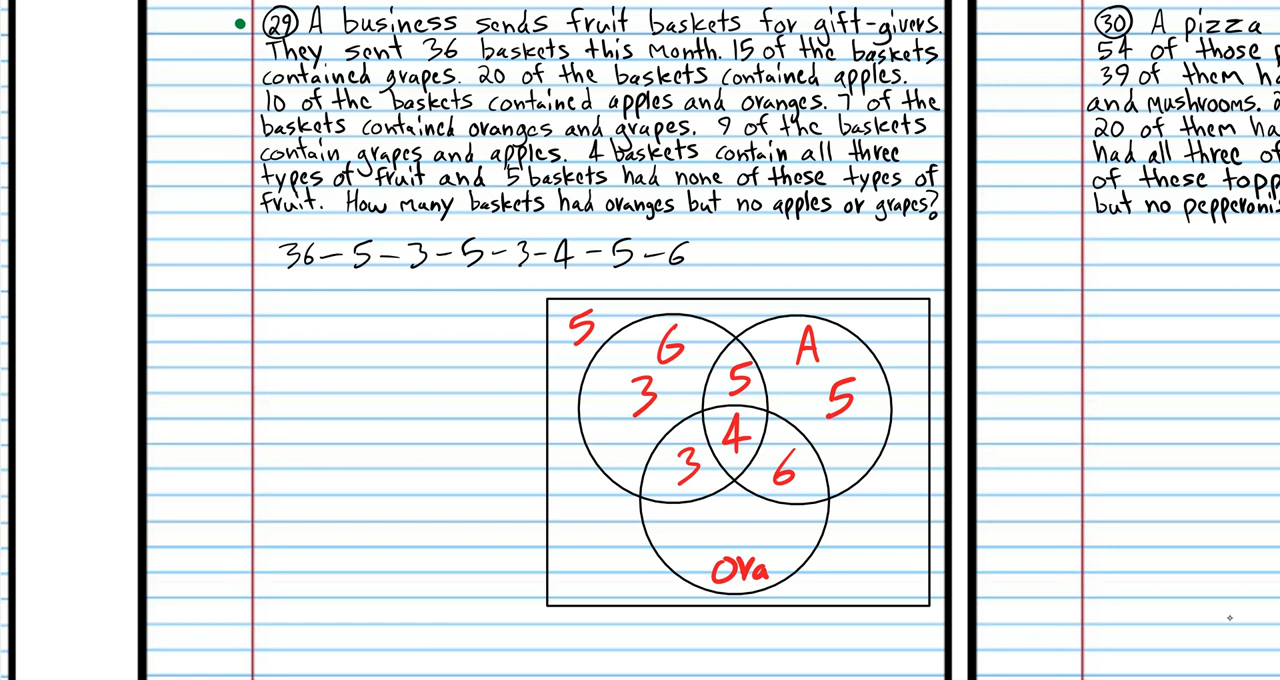 29 A business sends fruit baskets for gift-givers.
They sent 36 baskets this month. 15 of the baskets
contained grapes. 20 of the baskets contained apples.
10 of the baskets contained apples and oranges. 7 of the
baskets contained oranges and grapes. 9 of the baskets
contain grapes and apples. 4 baskets contain all three
types of fruit and 5 baskets had none of these types of
fruit. How many baskets had oranges but no apples or grapes?
36-5-3-5-3-4-5-6
5 G A
3 5 5
4
3 6
Ora
30 A pizza
54 of those
39 of them
and mushrooms.
20 of them
had all three of
of these
but no